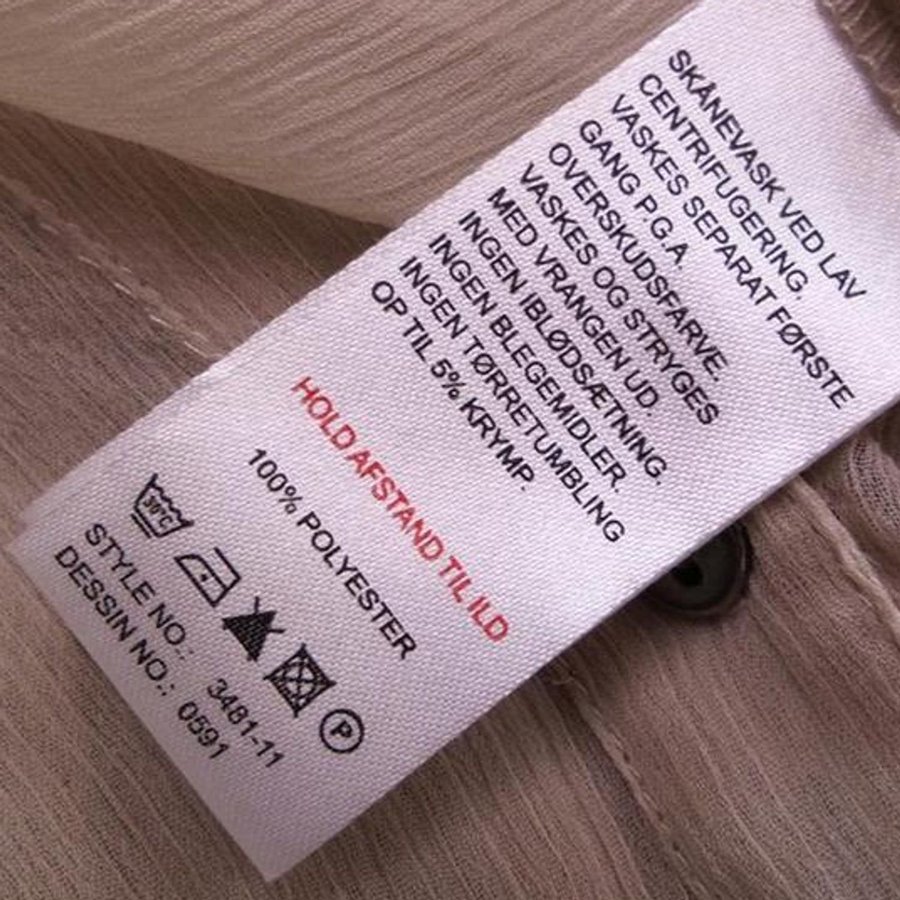 SKÅNEVASK VED LAV
CENTRIFUGERING.
VASKES SEPARAT FØRSTE
GANG P.G.A.
OVERSKUDSFARVE.
VASKES OG STRYGES
MED VRANGEN UD.
INGEN IBLØDSÆTNING.
INGEN BLEGEMIDLER.
INGEN TØRRETUMBLING
OP TIL 5% KRYMP.
HOLD AFSTAND TIL ILD
100% POLYESTER
30°C P
STYLE NO.: 3481-11
DESSIN NO.: 0591